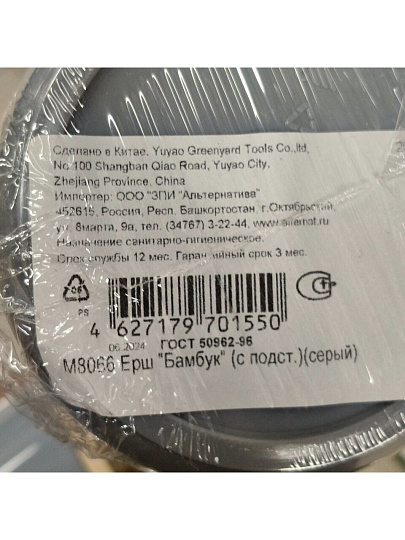 Сделано в Китае. Yuyao Greenyard Tools Co.,ltd,
No 100 Shangban Qiao Road, Yuyao City,
Zhejiang Province, China
Импортер: ООО "ЗПИ "Альтернатива"
452615, Россия, Респ. Башкортостан, г.Октябрьский,
ул. 8марта, 9а, тел. (34767) 3-22-44, www.alternat.ru
Назначение санитарно-гигиеническое.
Срок службы 12 мес. Гарантийный срок 3 мес.
06
PS
4 627179 701550
06.2024 ГОСТ 50962-96
М8066 Ерш "Бамбук" (с подст.)(серый)